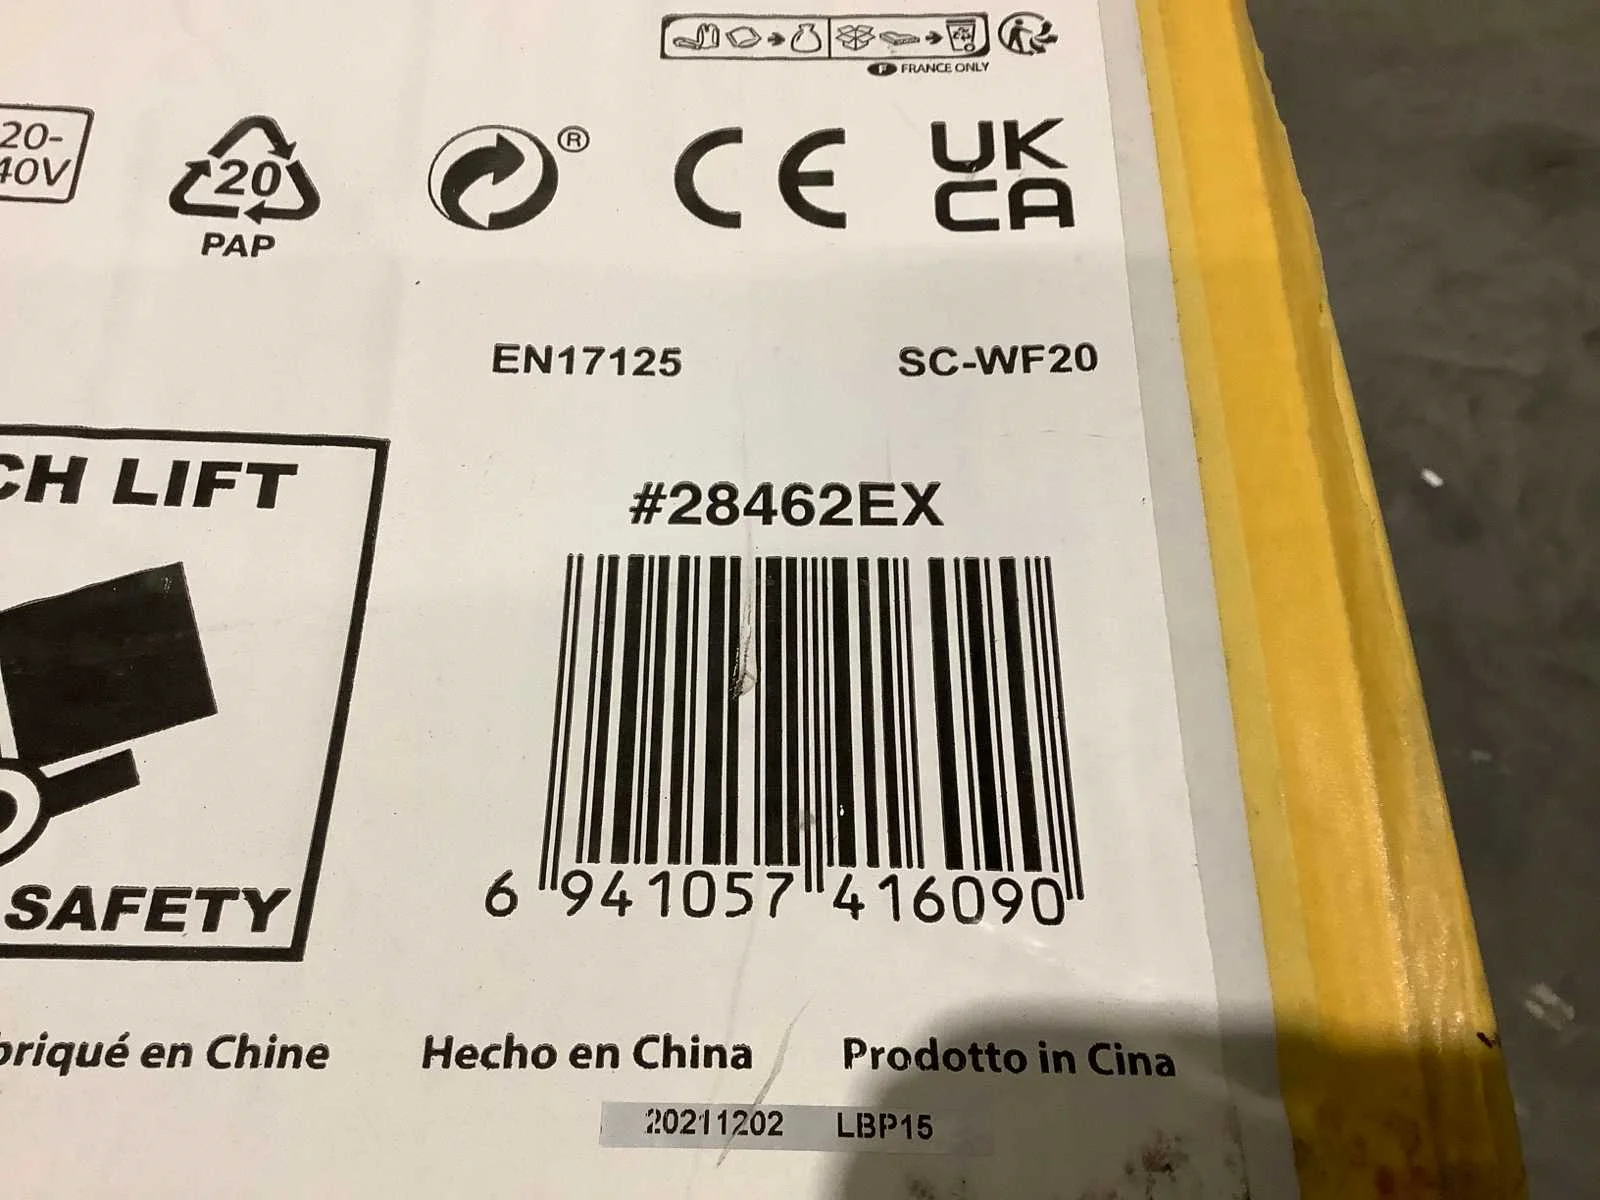 FRANCE ONLY
20-
40V
20
PAP
®
CE
UK
CA
EN17125
SC-WF20
CH LIFT
#28462EX
6 941057 416090
SAFETY
briqué en Chine
Hecho en China
Prodotto in Cina
20211202 LBP15